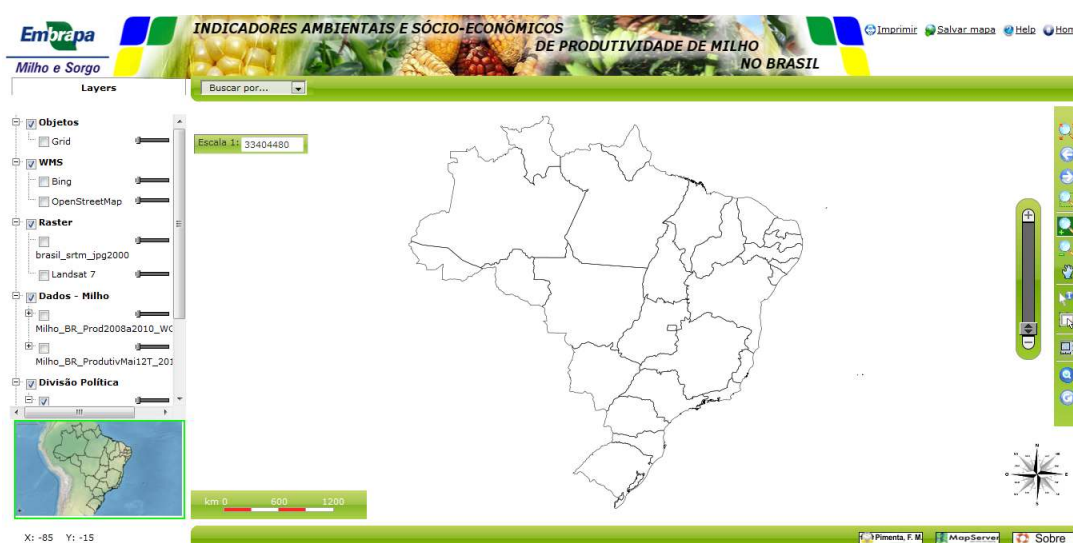 Embrapa
Milho e Sorgo
INDICADORES AMBIENTAIS E SÓCIO-ECONÔMICOS
DE PRODUTIVIDADE DE MILHO
NO BRASIL
Imprimir Salvar mapa Help Hom
Layers
Buscar por...
Objetos
Grid
WMS
Bing
OpenStreetMap
Raster
brasil_srtm_jpg2000
Landsat 7
Dados - Milho
Milho_BR_Prod2008a2010_WG
Milho_BR_ProdutivMai12T_201
Divisão Política
Escala 1: 33404480
km 0 600 1200
X: -85 Y: -15
Pimenta, F. M. MapServer Sobre